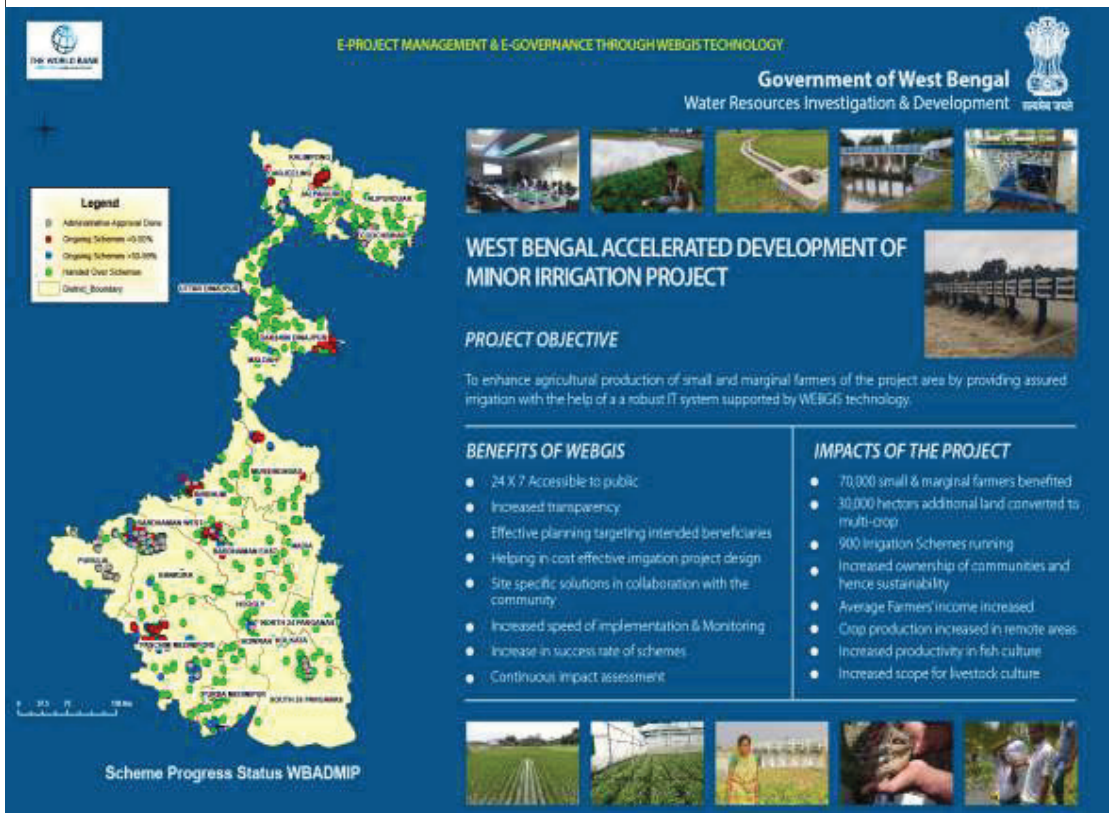 THE WORLD BANK
E-PROJECT MANAGEMENT & E-GOVERNANCE THROUGH WEBGIS TECHNOLOGY
Government of West Bengal
Water Resources Investigation & Development
सत्यमेव जयते
Legend
Administrative Approval Done
Ongoing Schemes
Ongoing Schemes
Handed Over Schemes
District_Boundary
KALIMPONG
DARJEELING
JALPAIGURI
ALIPURDUAR
COOCHBEHAR
UTTAR DINAJPUR
DAKSHIN DINAJPUR
MALDAH
MURSHIDABAD
BIRBHUM
BARDHAMAN WEST
BARDHAMAN EAST
NADIA
PURULIA
BANKURA
HOOGLY
NORTH 24 PARGANAS
HOWRAH
KOLKATA
PASCHIM MEDINIPORE
PURBA MEDINIPUR
SOUTH 24 PARGANAS
Scheme Progress Status WBADMIP
WEST BENGAL ACCELERATED DEVELOPMENT OF
MINOR IRRIGATION PROJECT
PROJECT OBJECTIVE
To enhance agricultural production of small and marginal farmers of the project area by providing assured
irrigation with the help of a a robust IT system supported by WEBGIS technology.
BENEFITS OF WEBGIS
24 X 7 Accessible to public
Increased transparency
Effective planning targeting intended beneficiaries
Helping in cost effective irrigation project design
Site specific solutions in collaboration with the
community
Increased speed of implementation & Monitoring
Increase in success rate of schemes
Continuous impact assessment
IMPACTS OF THE PROJECT
70,000 small & marginal farmers benefited
30,000 hectors additional land converted to
multi-crop
900 Irrigation Schemes running
Increased ownership of communities and
hence sustainability
Average Farmers' income increased
Crop production increased in remote areas
Increased productivity in fish culture
Increased scope for livestock culture